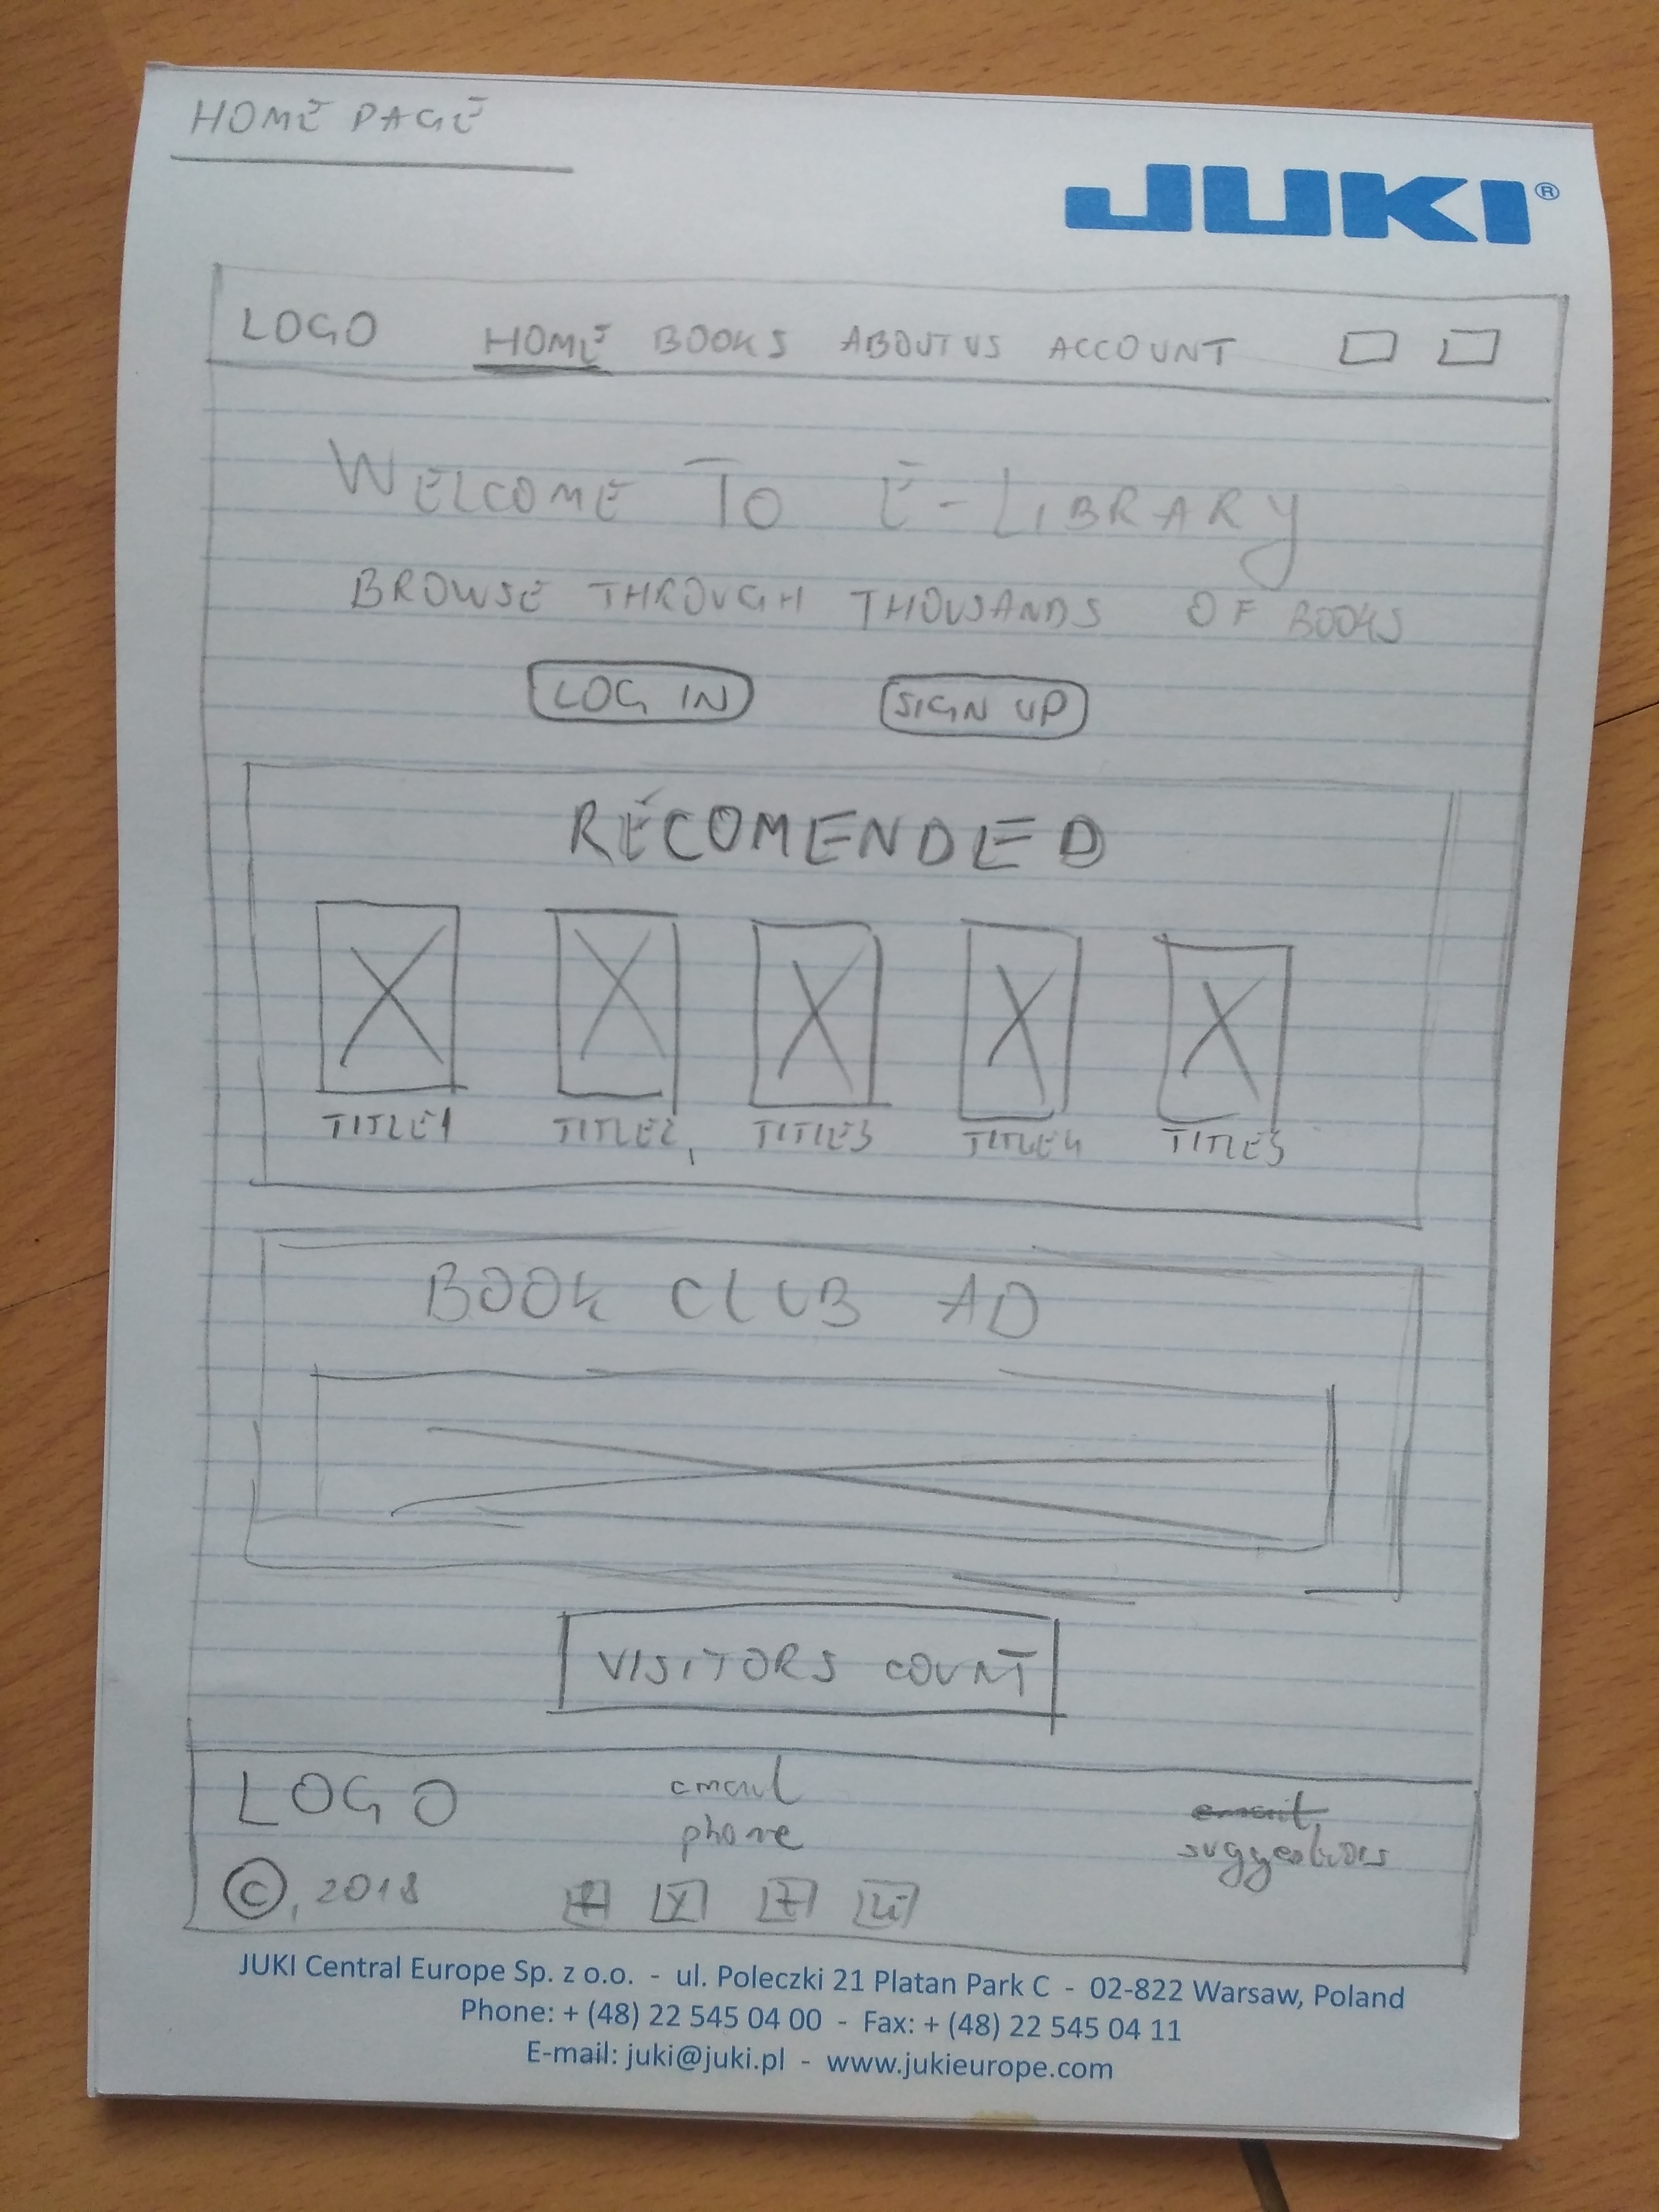 HOME PAGE
JUKI®
LOGO HOME BOOKS ABOUT US ACCOUNT
WELCOME TO E-LIBRARY
BROWSE THROUGH THOUSANDS OF BOOKS
LOG IN SIGN UP
RECOMENDED
TITLE1 TITLE2 TITLE3 TITLE4 TITLE5
BOOK CLUB AD
VISITORS COUNT
LOGO email
phone suggestions
©, 2018
JUKI Central Europe Sp. z o.o. - ul. Poleczki 21 Platan Park C - 02-822 Warsaw, Poland
Phone: + (48) 22 545 04 00 - Fax: + (48) 22 545 04 11
E-mail: juki@juki.pl - www.jukieurope.com